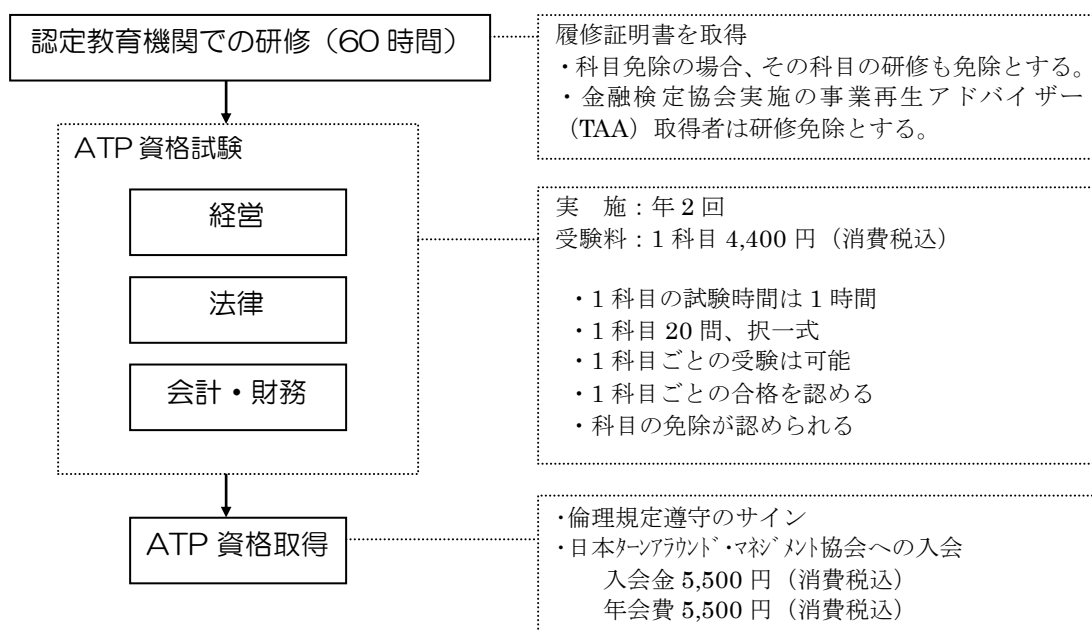 認定教育機関での研修（60時間）
履修証明書を取得
・科目免除の場合、その科目の研修も免除とする。
・金融検定協会実施の事業再生アドバイザー
（TAA）取得者は研修免除とする。
ATP資格試験
経営
法律
会計・財務
実　施：年2回
受験料：1科目4,400円（消費税込）
・1科目の試験時間は1時間
・1科目20問、択一式
・1科目ごとの受験は可能
・1科目ごとの合格を認める
・科目の免除が認められる
ATP資格取得
・倫理規定遵守のサイン
・日本ﾀｰﾝｱﾗｳﾝﾄﾞ・ﾏﾈｼﾞﾒﾝﾄ協会への入会
入会金5,500円（消費税込）
年会費5,500円（消費税込）